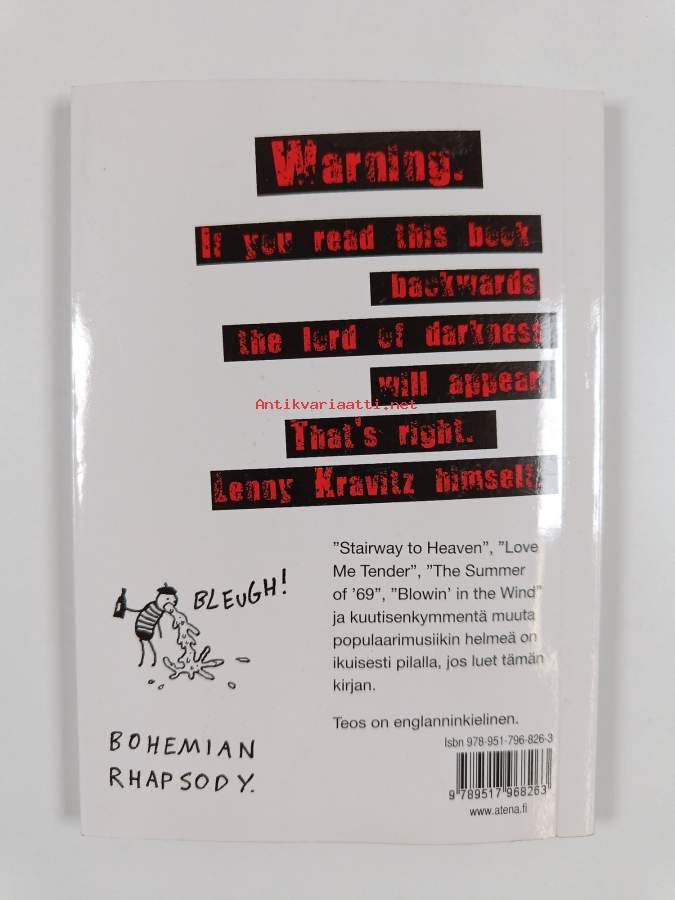 Warning.
If you read this book
backwards
the lord of darkness
will appear.
Antikvariaatti.net
That's right.
Lenny Kravitz himself.
”Stairway to Heaven”, ”Love
Me Tender”, ”The Summer
of ’69”, ”Blowin’ in the Wind”
ja kuutisenkymmentä muuta
populaarimusiikin helmeä on
ikuisesti pilalla, jos luet tämän
kirjan.
Teos on englanninkielinen.
BLEUGH!
BOHEMIAN
RHAPSODY.
Isbn 978-951-796-826-3
9 789517 968263
www.atena.fi